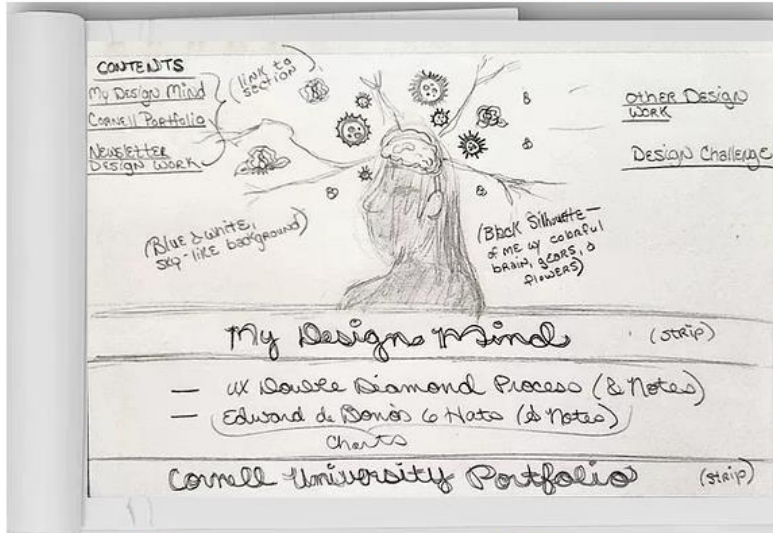 CONTENTS
My Design Mind
Cornell Portfolio
Newsletter
Design Work
(link to
section)
Other Design
Work
Design Challenge
(Blue & white,
sky-like background)
(Black Silhouette—
of me w/ colorful
brain, gears, &
flowers)
My Design Mind
(strip)
— UX Double Diamond Process (& Notes)
— Edward de Bono's 6 Hats (& Notes)
Charts
Cornell University Portfolio
(strip)